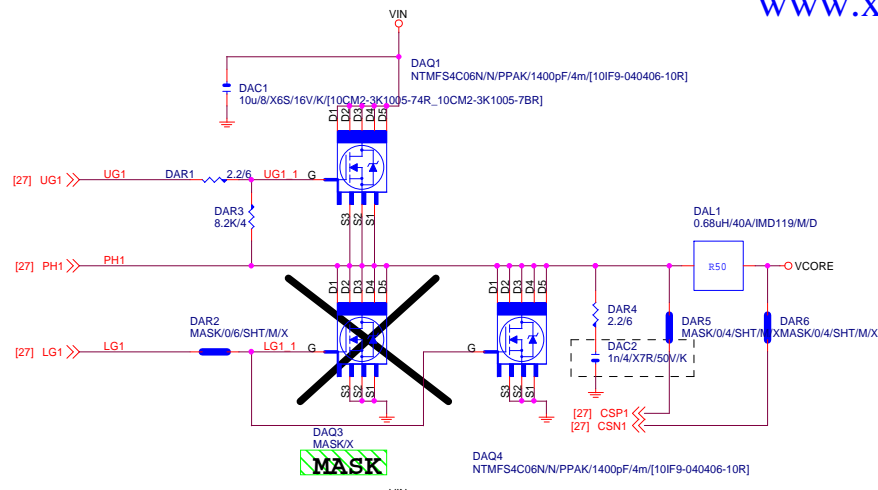 www.x
VIN
DAQ1
NTMFS4C06N/N/PPAK/1400pF/4m/[10IF9-040406-10R]
DAC1
10u/8/X6S/16V/K/[10CM2-3K1005-74R_10CM2-3K1005-7BR]
D1 D2 D3 D4 D5
[27] UG1 UG1 DAR1 2.2/6 UG1_1 G
S3 S2 S1
DAR3
8.2K/4
DAL1
0.68uH/40A/IMD119/M/D
[27] PH1 PH1
R50
VCORE
D1 D2 D3 D4 D5
D1 D2 D3 D4 D5
DAR2
MASK/0/6/SHT/M/X
DAR4
2.2/6
DAR5
MASK/0/4/SHT/M/X
DAR6
MASK/0/4/SHT/M/X
[27] LG1 LG1 LG1_1 G
G
DAC2
1n/4/X7R/50V/K
S3 S2 S1
S3 S2 S1
[27] CSP1
[27] CSN1
DAQ3
MASK/X
MASK
DAQ4
NTMFS4C06N/N/PPAK/1400pF/4m/[10IF9-040406-10R]
VIN